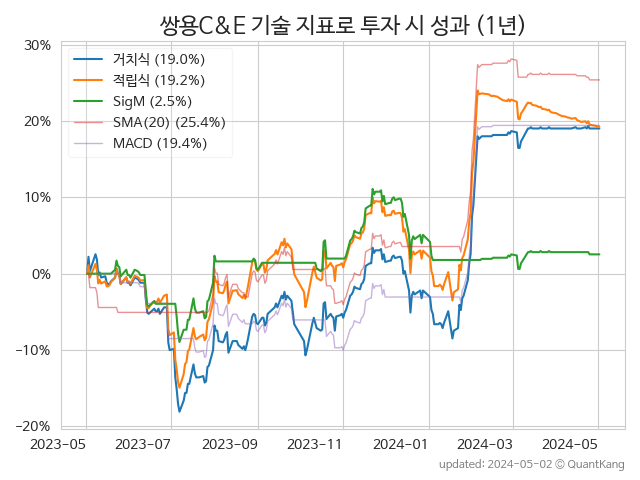 쌍용C&E 기술 지표로 투자 시 성과 (1년)
30%
20%
10%
0%
−10%
−20%
거치식 (19.0%)
적립식 (19.2%)
SigM (2.5%)
SMA(20) (25.4%)
MACD (19.4%)
2023-05 2023-07 2023-09 2023-11 2024-01 2024-03 2024-05
updated: 2024-05-02 © QuantKang